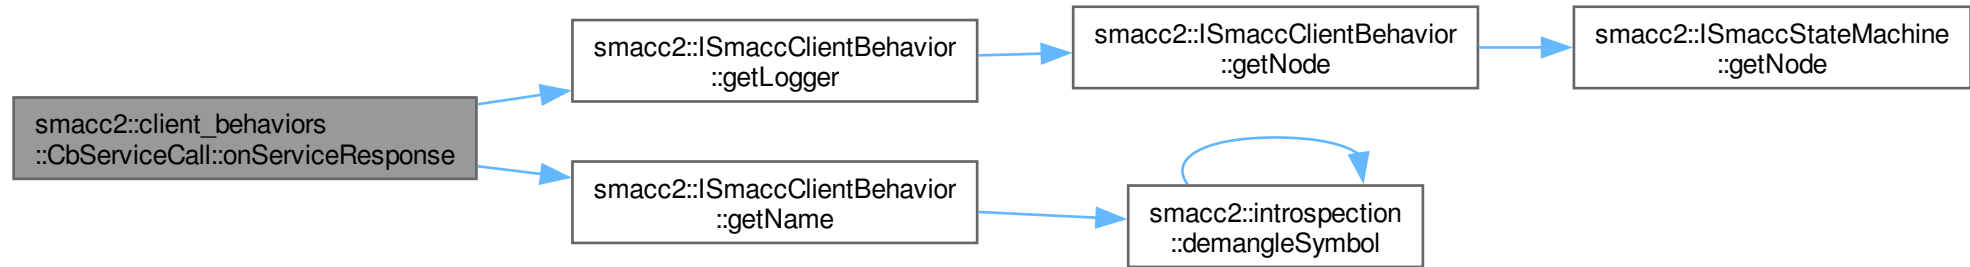 smacc2::client_behaviors
::CbServiceCall::onServiceResponse
smacc2::ISmaccClientBehavior
::getLogger
smacc2::ISmaccClientBehavior
::getNode
smacc2::ISmaccStateMachine
::getNode
smacc2::ISmaccClientBehavior
::getName
smacc2::introspection
::demangleSymbol